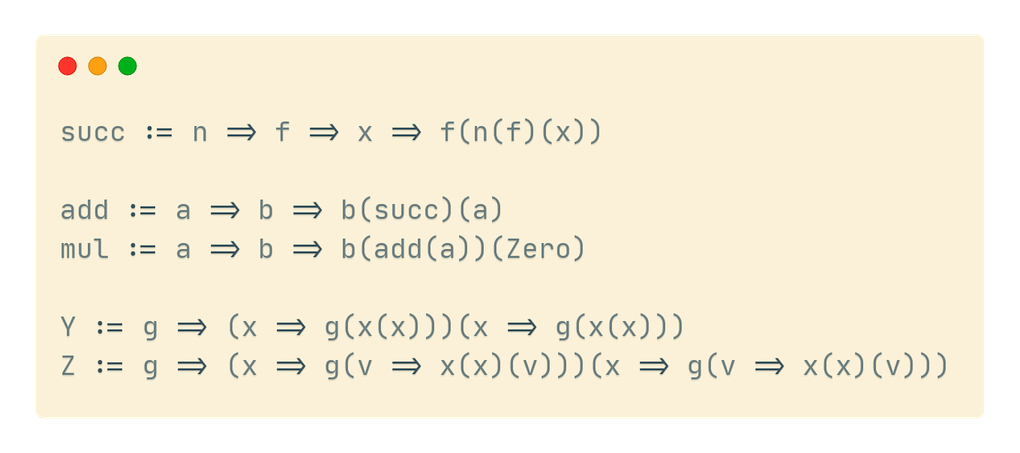 succ := n => f => x => f(n(f)(x))
add := a => b => b(succ)(a)
mul := a => b => b(add(a))(Zero)
Y := g => (x => g(x(x)))(x => g(x(x)))
Z := g => (x => g(v => x(x)(v)))(x => g(v => x(x)(v)))